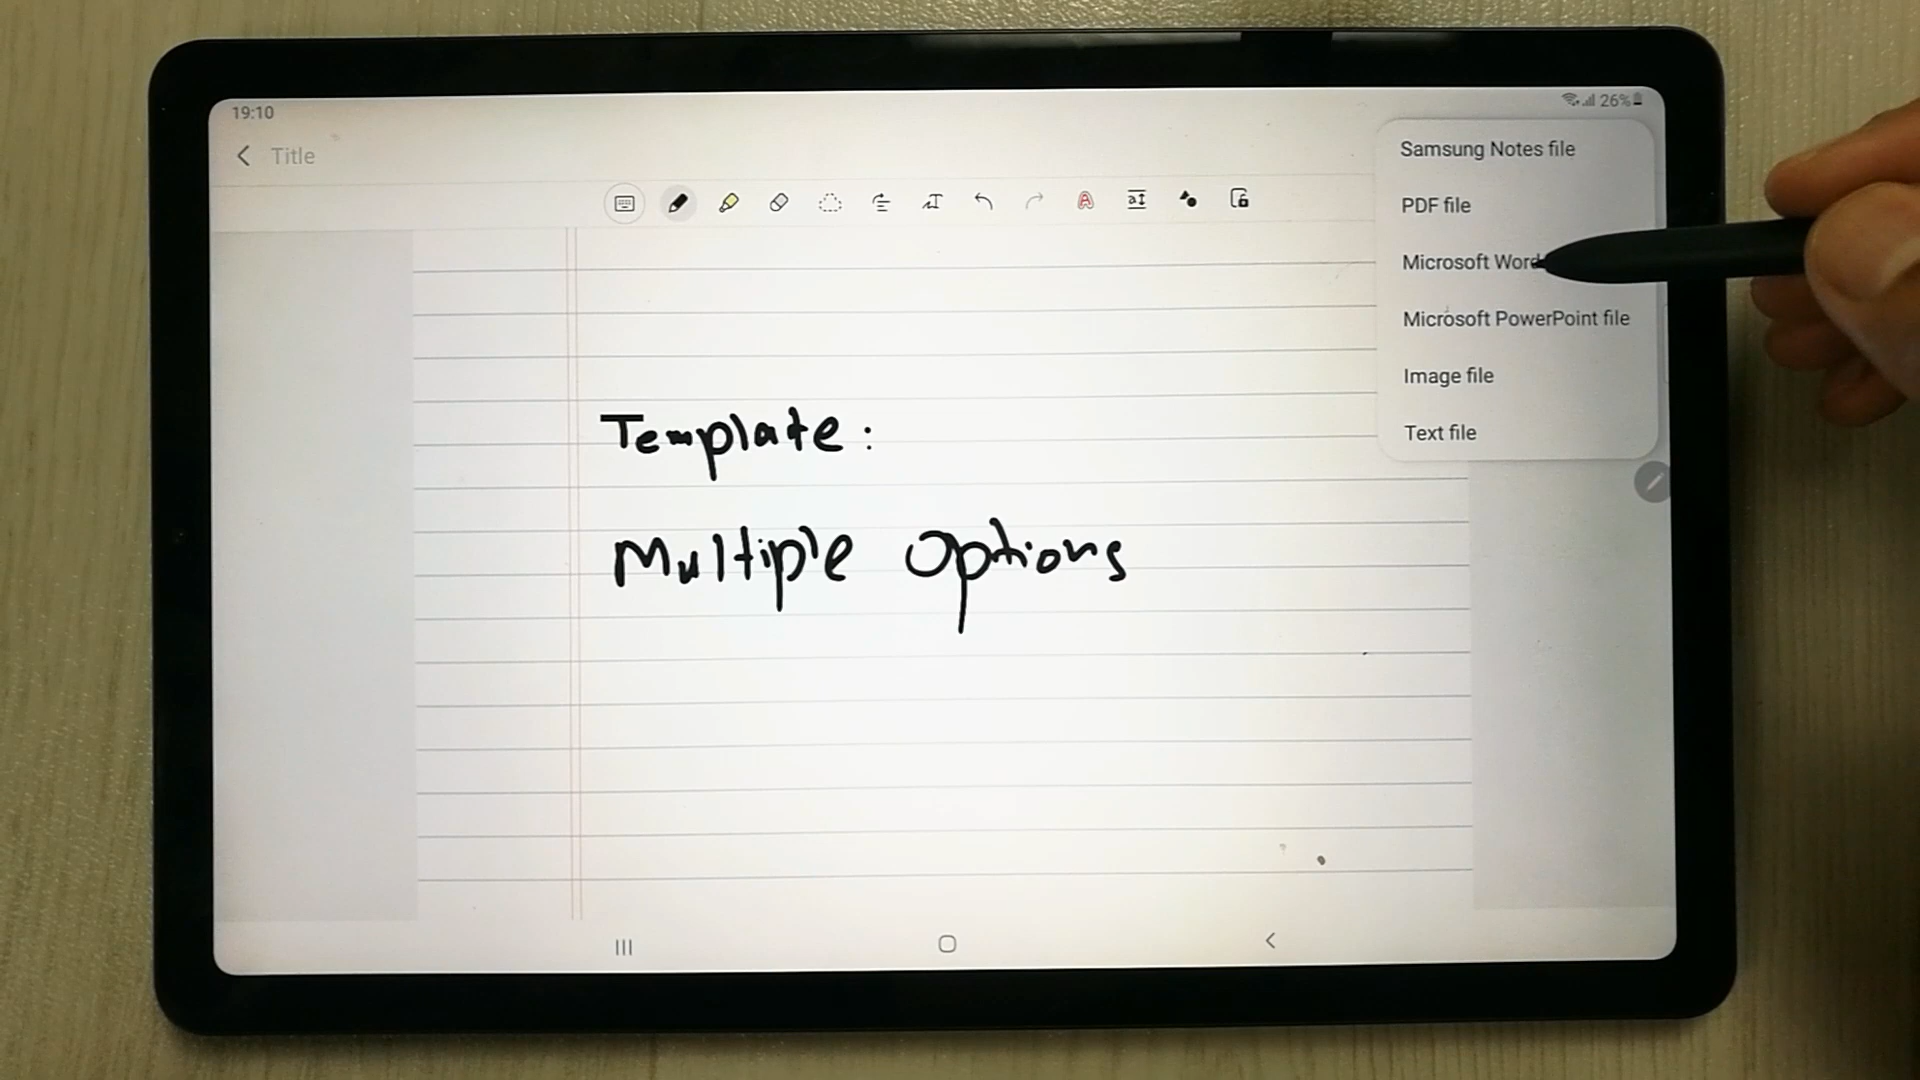 19:10
26%
Title
Samsung Notes file
PDF file
Microsoft Word
Microsoft PowerPoint file
Image file
Text file
Template:
Multiple Options